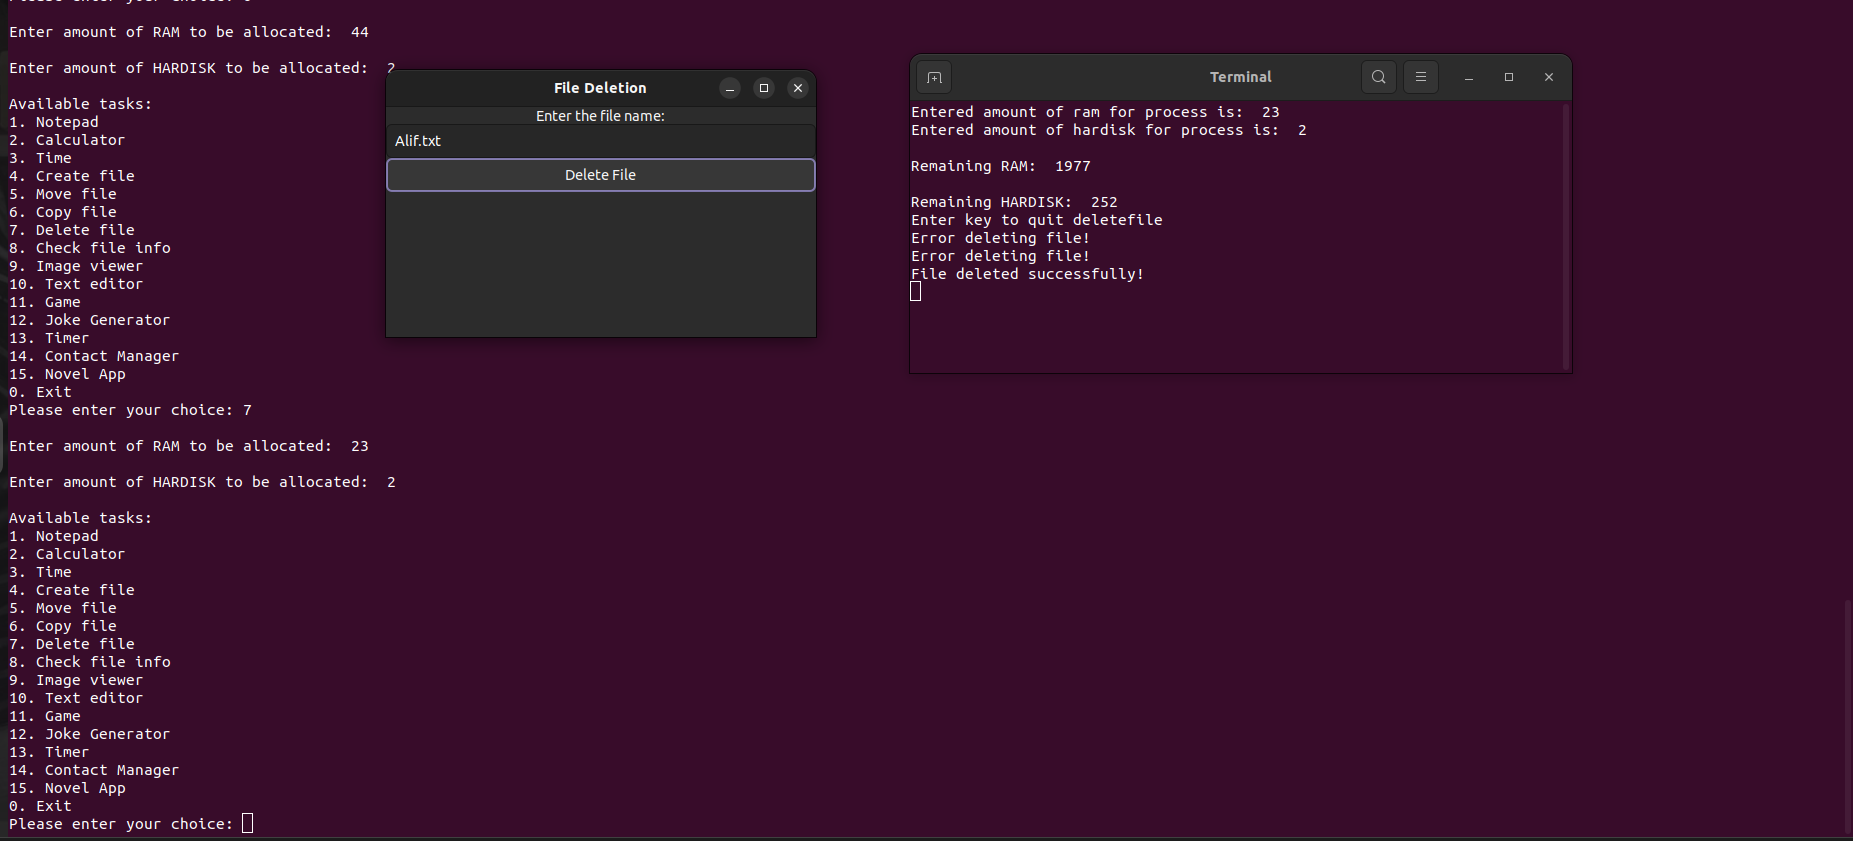 Enter amount of RAM to be allocated:  44
Enter amount of HARDISK to be allocated:  2
Available tasks:
1. Notepad
2. Calculator
3. Time
4. Create file
5. Move file
6. Copy file
7. Delete file
8. Check file info
9. Image viewer
10. Text editor
11. Game
12. Joke Generator
13. Timer
14. Contact Manager
15. Novel App
0. Exit
Please enter your choice: 7
Enter amount of RAM to be allocated:  23
Enter amount of HARDISK to be allocated:  2
Available tasks:
1. Notepad
2. Calculator
3. Time
4. Create file
5. Move file
6. Copy file
7. Delete file
8. Check file info
9. Image viewer
10. Text editor
11. Game
12. Joke Generator
13. Timer
14. Contact Manager
15. Novel App
0. Exit
Please enter your choice:
File Deletion
Enter the file name:
Alif.txt
Delete File
Terminal
Entered amount of ram for process is:  23
Entered amount of hardisk for process is:  2
Remaining RAM:  1977
Remaining HARDISK:  252
Enter key to quit deletefile
Error deleting file!
Error deleting file!
File deleted successfully!